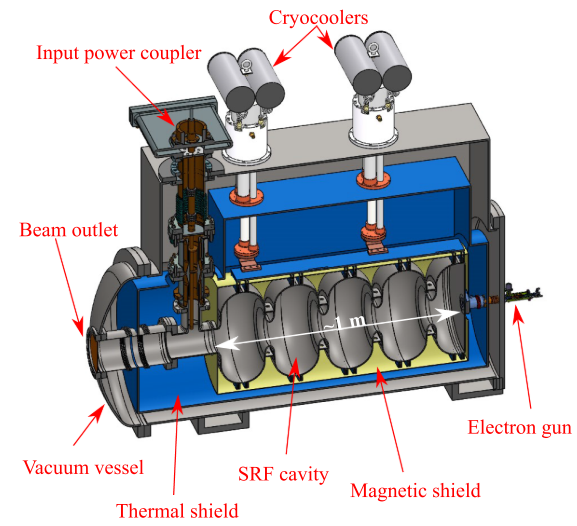 Cryocoolers
Input power coupler
Beam outlet
~1 m
Electron gun
Vacuum vessel
SRF cavity
Magnetic shield
Thermal shield